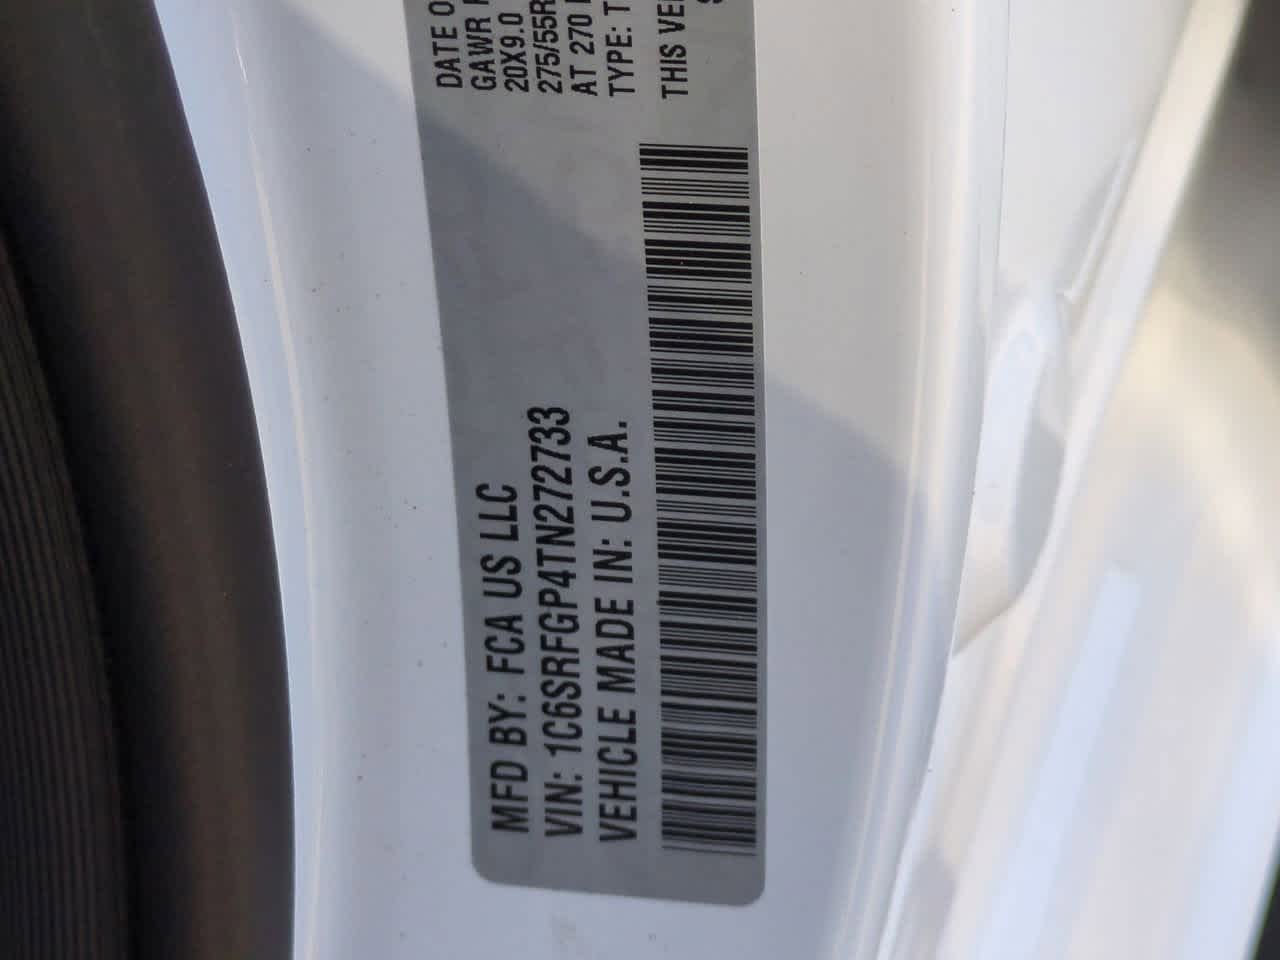 MFD BY: FCA US LLC
VIN: 1C6SRFGP4TN272733
VEHICLE MADE IN: U.S.A.
DATE O
GAWR
20X9.0
275/55R
AT 270
TYPE: T
THIS VE